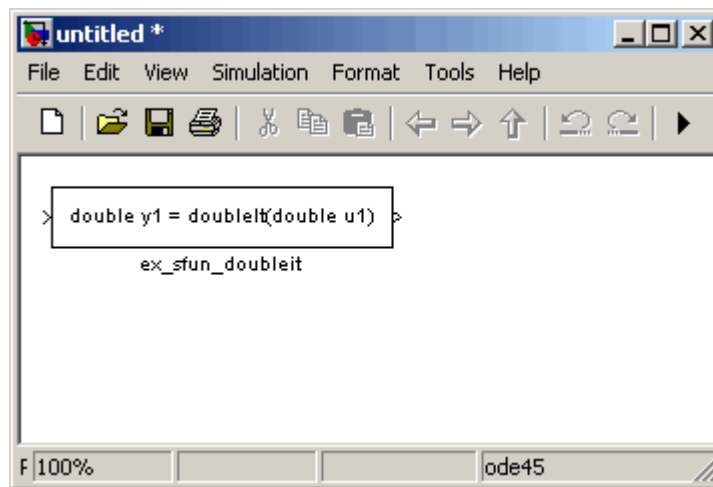 untitled *
File Edit View Simulation Format Tools Help
double y1 = doubleIt(double u1)
ex_sfun_doubleit
F 100% ode45